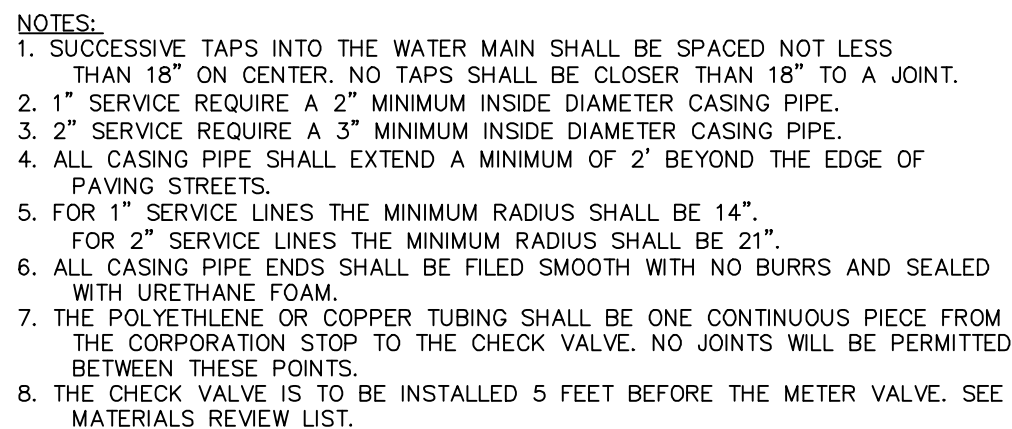 NOTES:
1. SUCCESSIVE TAPS INTO THE WATER MAIN SHALL BE SPACED NOT LESS
THAN 18" ON CENTER. NO TAPS SHALL BE CLOSER THAN 18" TO A JOINT.
2. 1" SERVICE REQUIRE A 2" MINIMUM INSIDE DIAMETER CASING PIPE.
3. 2" SERVICE REQUIRE A 3" MINIMUM INSIDE DIAMETER CASING PIPE.
4. ALL CASING PIPE SHALL EXTEND A MINIMUM OF 2' BEYOND THE EDGE OF
PAVING STREETS.
5. FOR 1" SERVICE LINES THE MINIMUM RADIUS SHALL BE 14".
FOR 2" SERVICE LINES THE MINIMUM RADIUS SHALL BE 21".
6. ALL CASING PIPE ENDS SHALL BE FILED SMOOTH WITH NO BURRS AND SEALED
WITH URETHANE FOAM.
7. THE POLYETHLENE OR COPPER TUBING SHALL BE ONE CONTINUOUS PIECE FROM
THE CORPORATION STOP TO THE CHECK VALVE. NO JOINTS WILL BE PERMITTED
BETWEEN THESE POINTS.
8. THE CHECK VALVE IS TO BE INSTALLED 5 FEET BEFORE THE METER VALVE. SEE
MATERIALS REVIEW LIST.